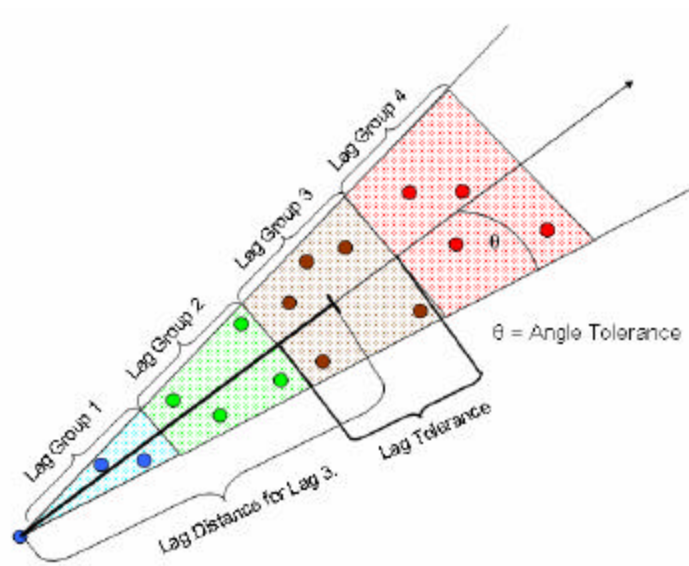 Lag Group 4
Lag Group 3
Lag Group 2
Lag Group 1
θ
θ = Angle Tolerance
Lag Tolerance
Lag Distance for Lag 3.